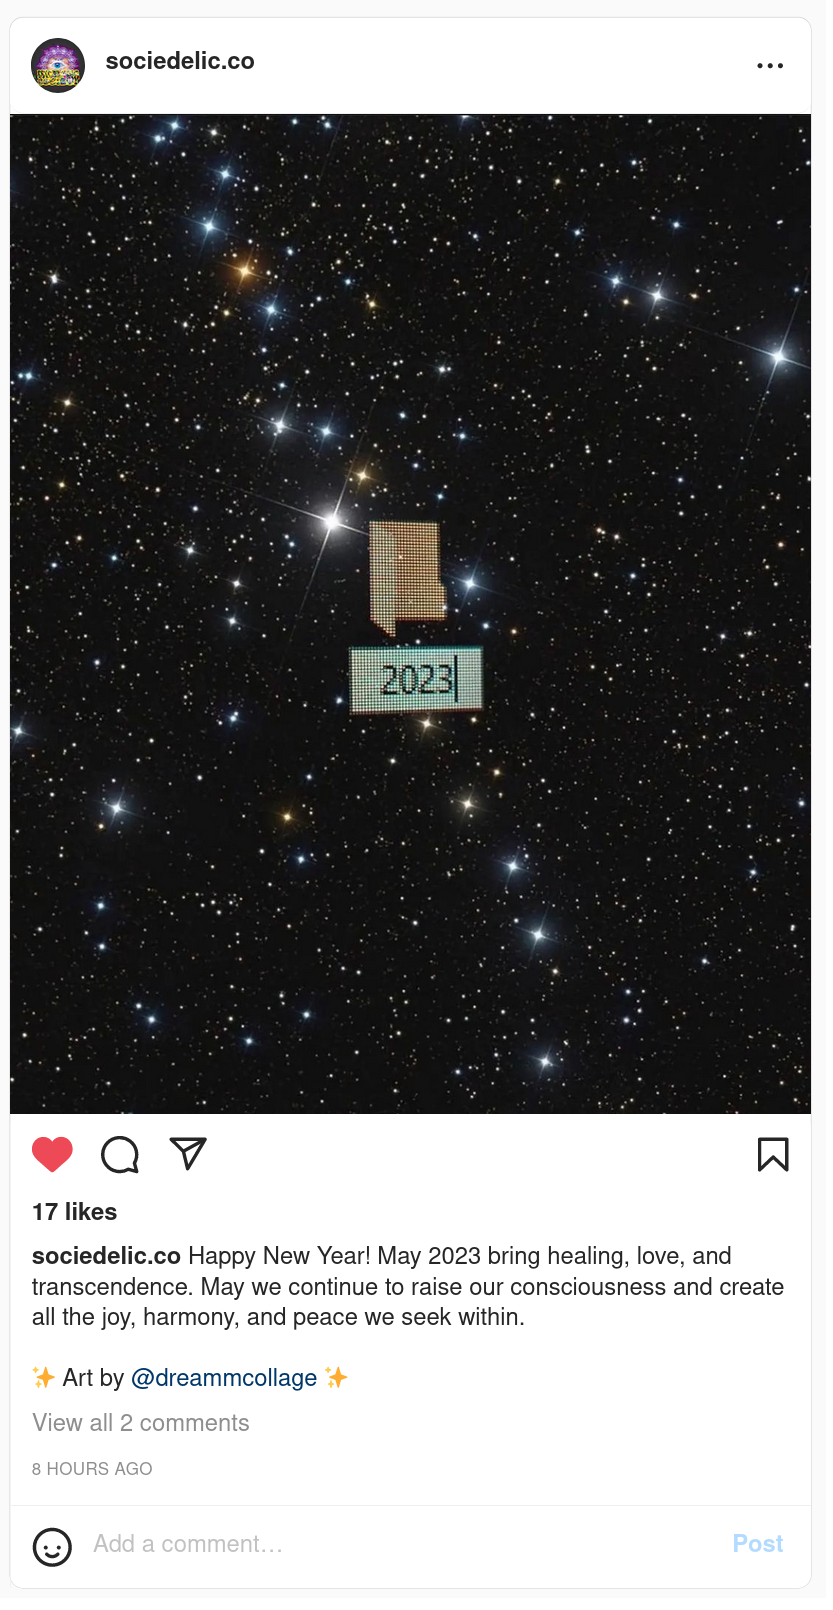 sociedelic.co
2023
17 likes
sociedelic.co Happy New Year! May 2023 bring healing, love, and
transcendence. May we continue to raise our consciousness and create
all the joy, harmony, and peace we seek within.
✨ Art by @dreammcollage ✨
View all 2 comments
8 HOURS AGO
Add a comment…
Post